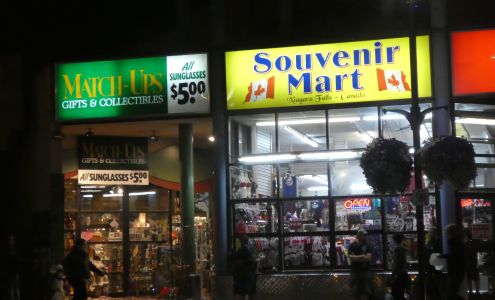 MATCH-UPS
GIFTS & COLLECTIBLES
All
SUNGLASSES
$5.00
Souvenir
Mart
Niagara Falls - Canada
MATCH-UPS
GIFTS & COLLECTIBLES
All SUNGLASSES $5.00
OPEN